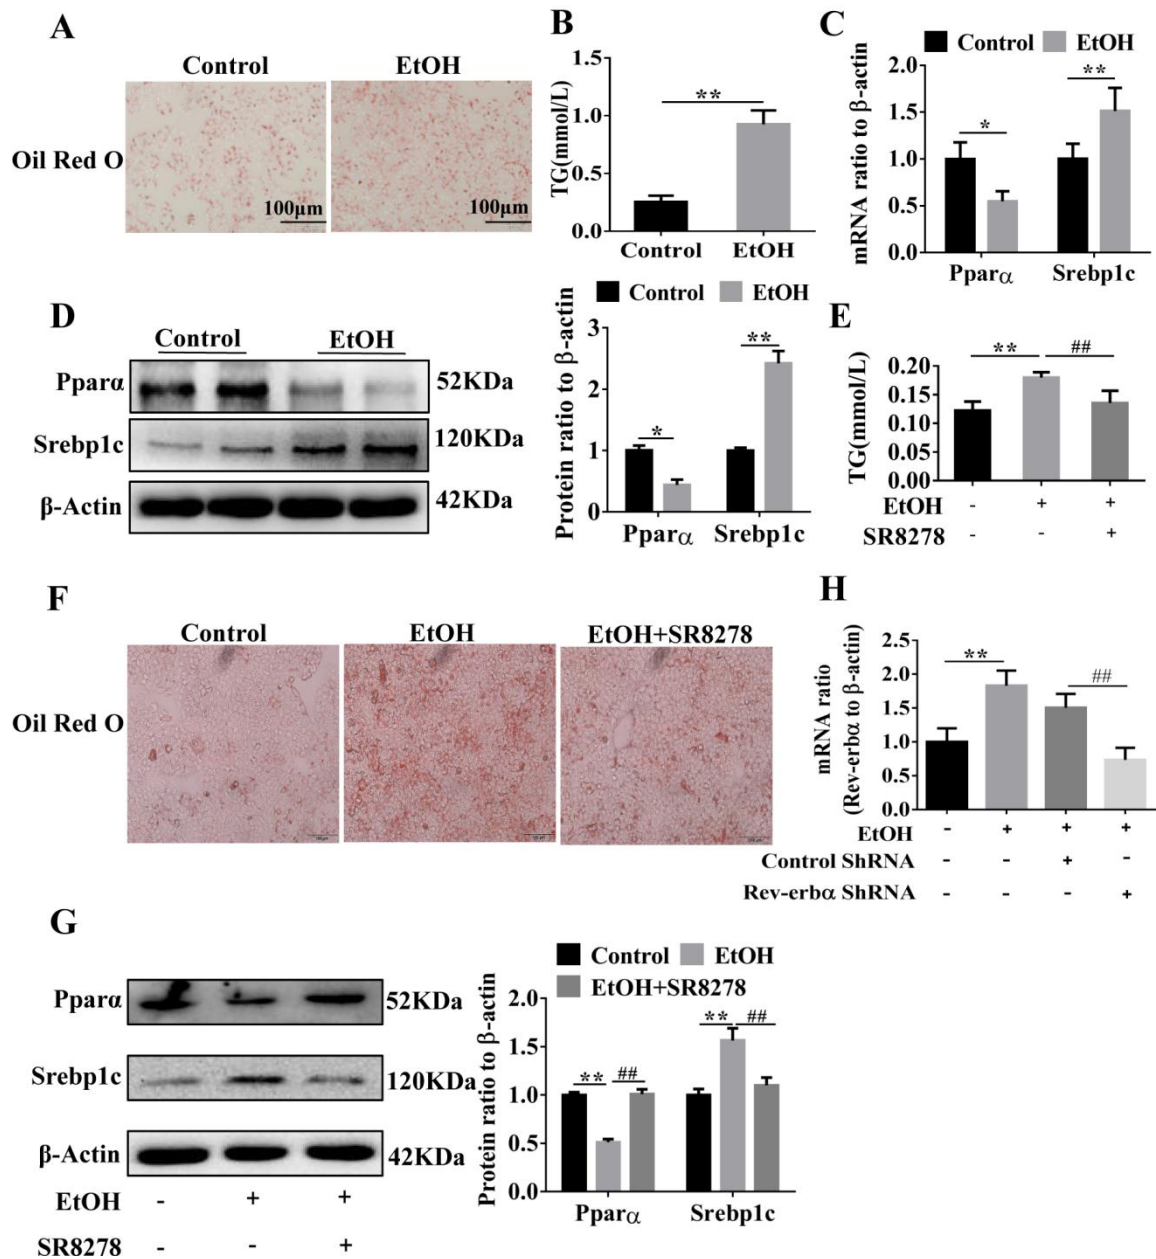 A
Control EtOH
Oil Red O
100μm 100μm
B
TG(mmol/L)
1.5
1.0
0.5
0.0
Control EtOH
**
C
Control EtOH
mRNA ratio to β-actin
2.0
1.5
1.0
0.5
0.0
* **
Pparα Srebp1c
D
Control EtOH
Pparα 52KDa
Srebp1c 120KDa
β-Actin 42KDa
Control EtOH
Protein ratio to β-actin
3
2
1
0
* **
Pparα Srebp1c
E
TG(mmol/L)
0.20
0.15
0.10
0.05
0.00
** ##
EtOH - + +
SR8278 - - +
F
Control EtOH EtOH+SR8278
Oil Red O
H
mRNA ratio
(Rev-erbα to β-actin)
2.5
2.0
1.5
1.0
0.5
0.0
** ##
EtOH - + + +
Control ShRNA - - + -
Rev-erbα ShRNA - - - +
G
Pparα 52KDa
Srebp1c 120KDa
β-Actin 42KDa
EtOH - + +
SR8278 - - +
Control EtOH
EtOH+SR8278
Protein ratio to β-actin
2.0
1.5
1.0
0.5
0.0
** ## ** ##
Pparα Srebp1c